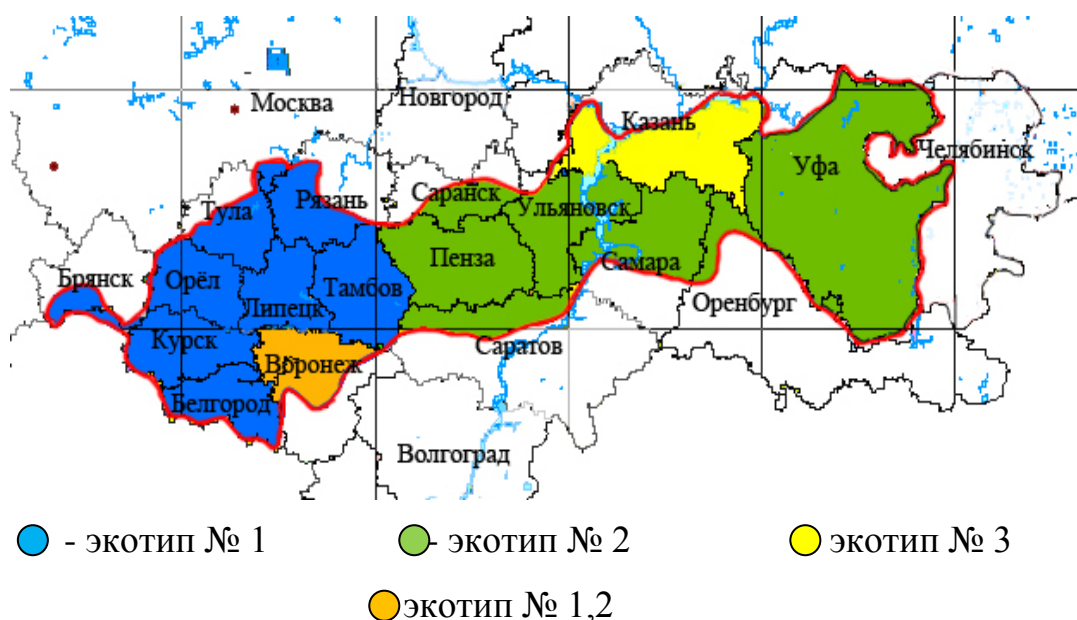 Москва
Новгород
Казань
Челябинск
Уфа
Рязань
Саранск
Тула
Ульяновск
Пенза
Самара
Брянск
Орёл
Тамбов
Липецк
Оренбург
Курск
Саратов
Воронеж
Белгород
Волгоград
- экотип № 1
- экотип № 2
экотип № 3
экотип № 1,2